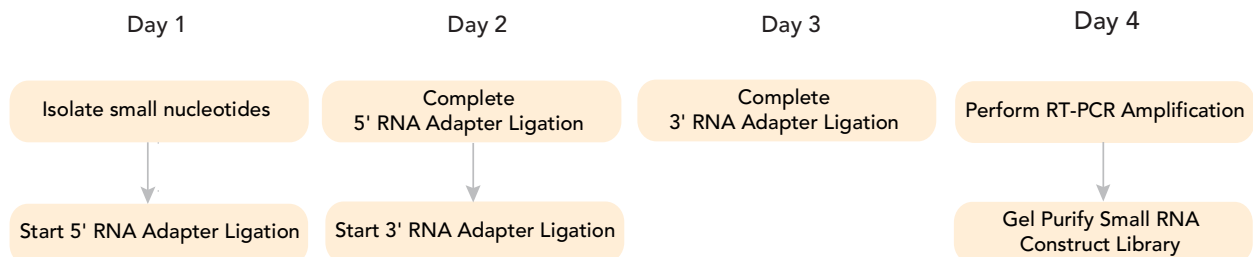 Day 1
Day 2
Day 3
Day 4
Isolate small nucleotides
Complete
5' RNA Adapter Ligation
Complete
3' RNA Adapter Ligation
Perform RT-PCR Amplification
Start 5' RNA Adapter Ligation
Start 3' RNA Adapter Ligation
Gel Purify Small RNA
Construct Library